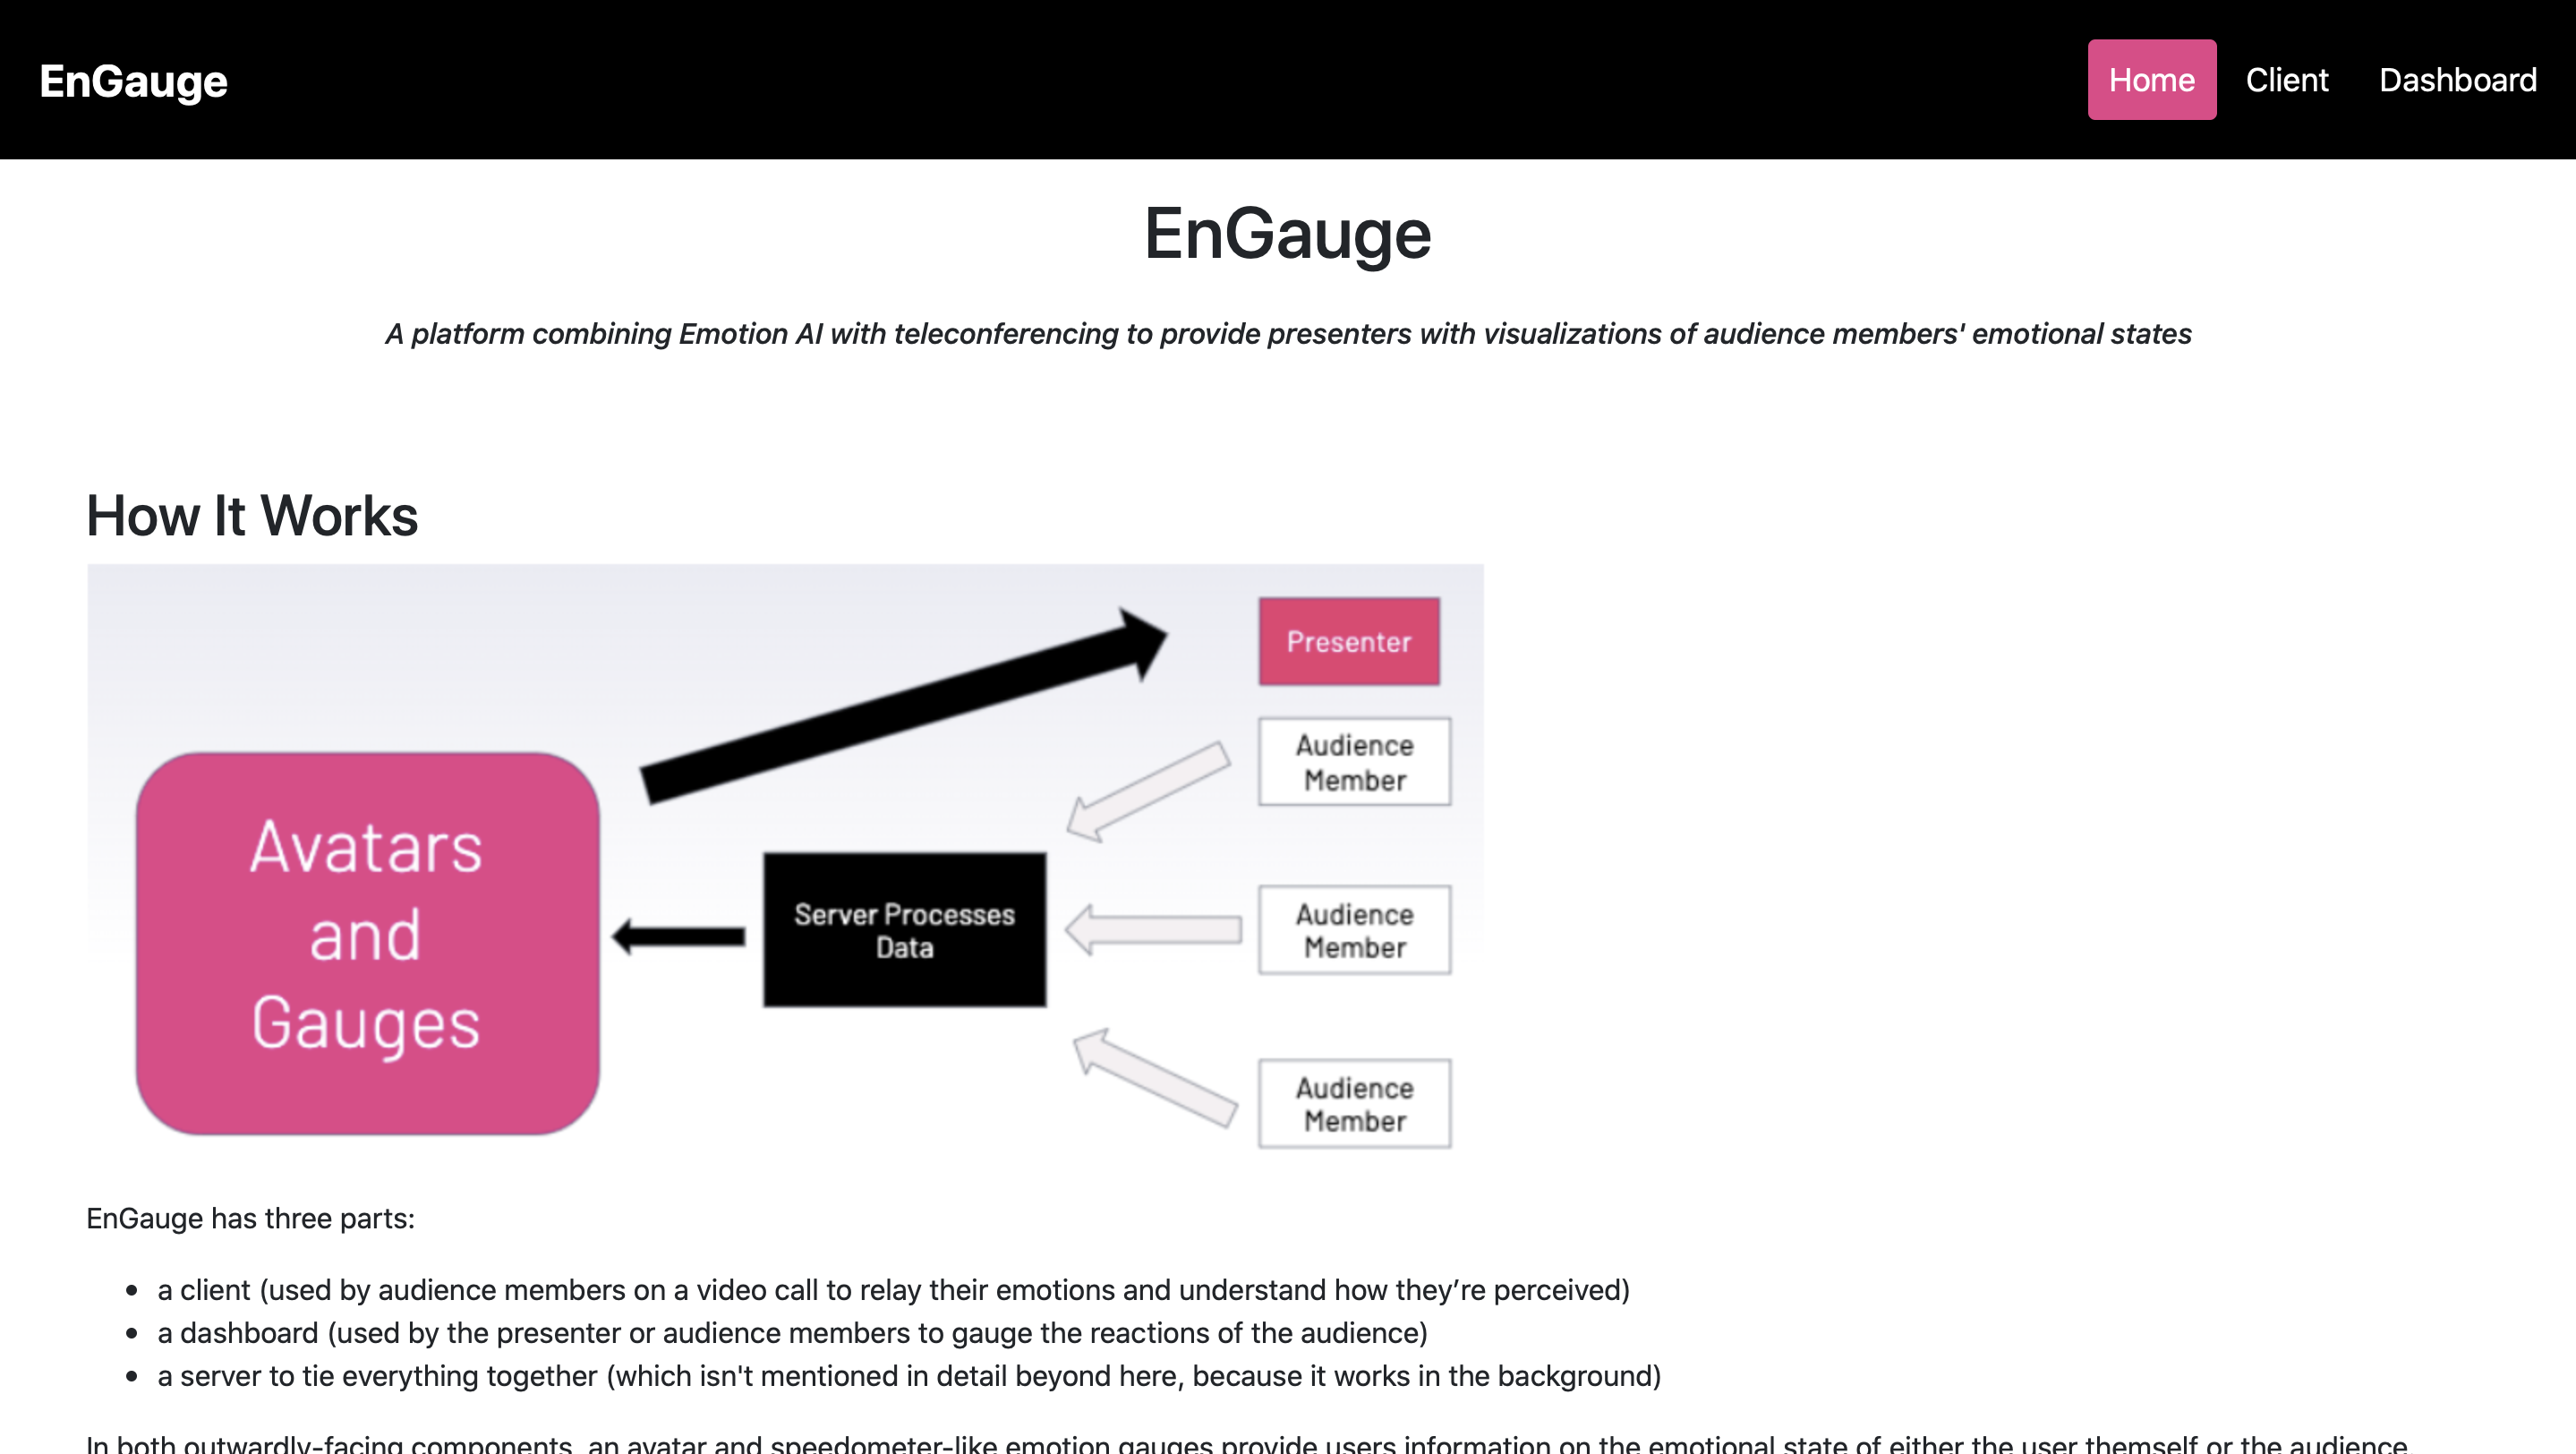 EnGauge
Home Client Dashboard
EnGauge
A platform combining Emotion AI with teleconferencing to provide presenters with visualizations of audience members' emotional states
How It Works
Presenter
Audience
Member
Avatars
and
Gauges
Server Processes
Data
Audience
Member
Audience
Member
EnGauge has three parts:
• a client (used by audience members on a video call to relay their emotions and understand how they’re perceived)
• a dashboard (used by the presenter or audience members to gauge the reactions of the audience)
• a server to tie everything together (which isn't mentioned in detail beyond here, because it works in the background)
In both outwardly-facing components, an avatar and speedometer-like emotion gauges provide users information on the emotional state of either the user themself or the audience.